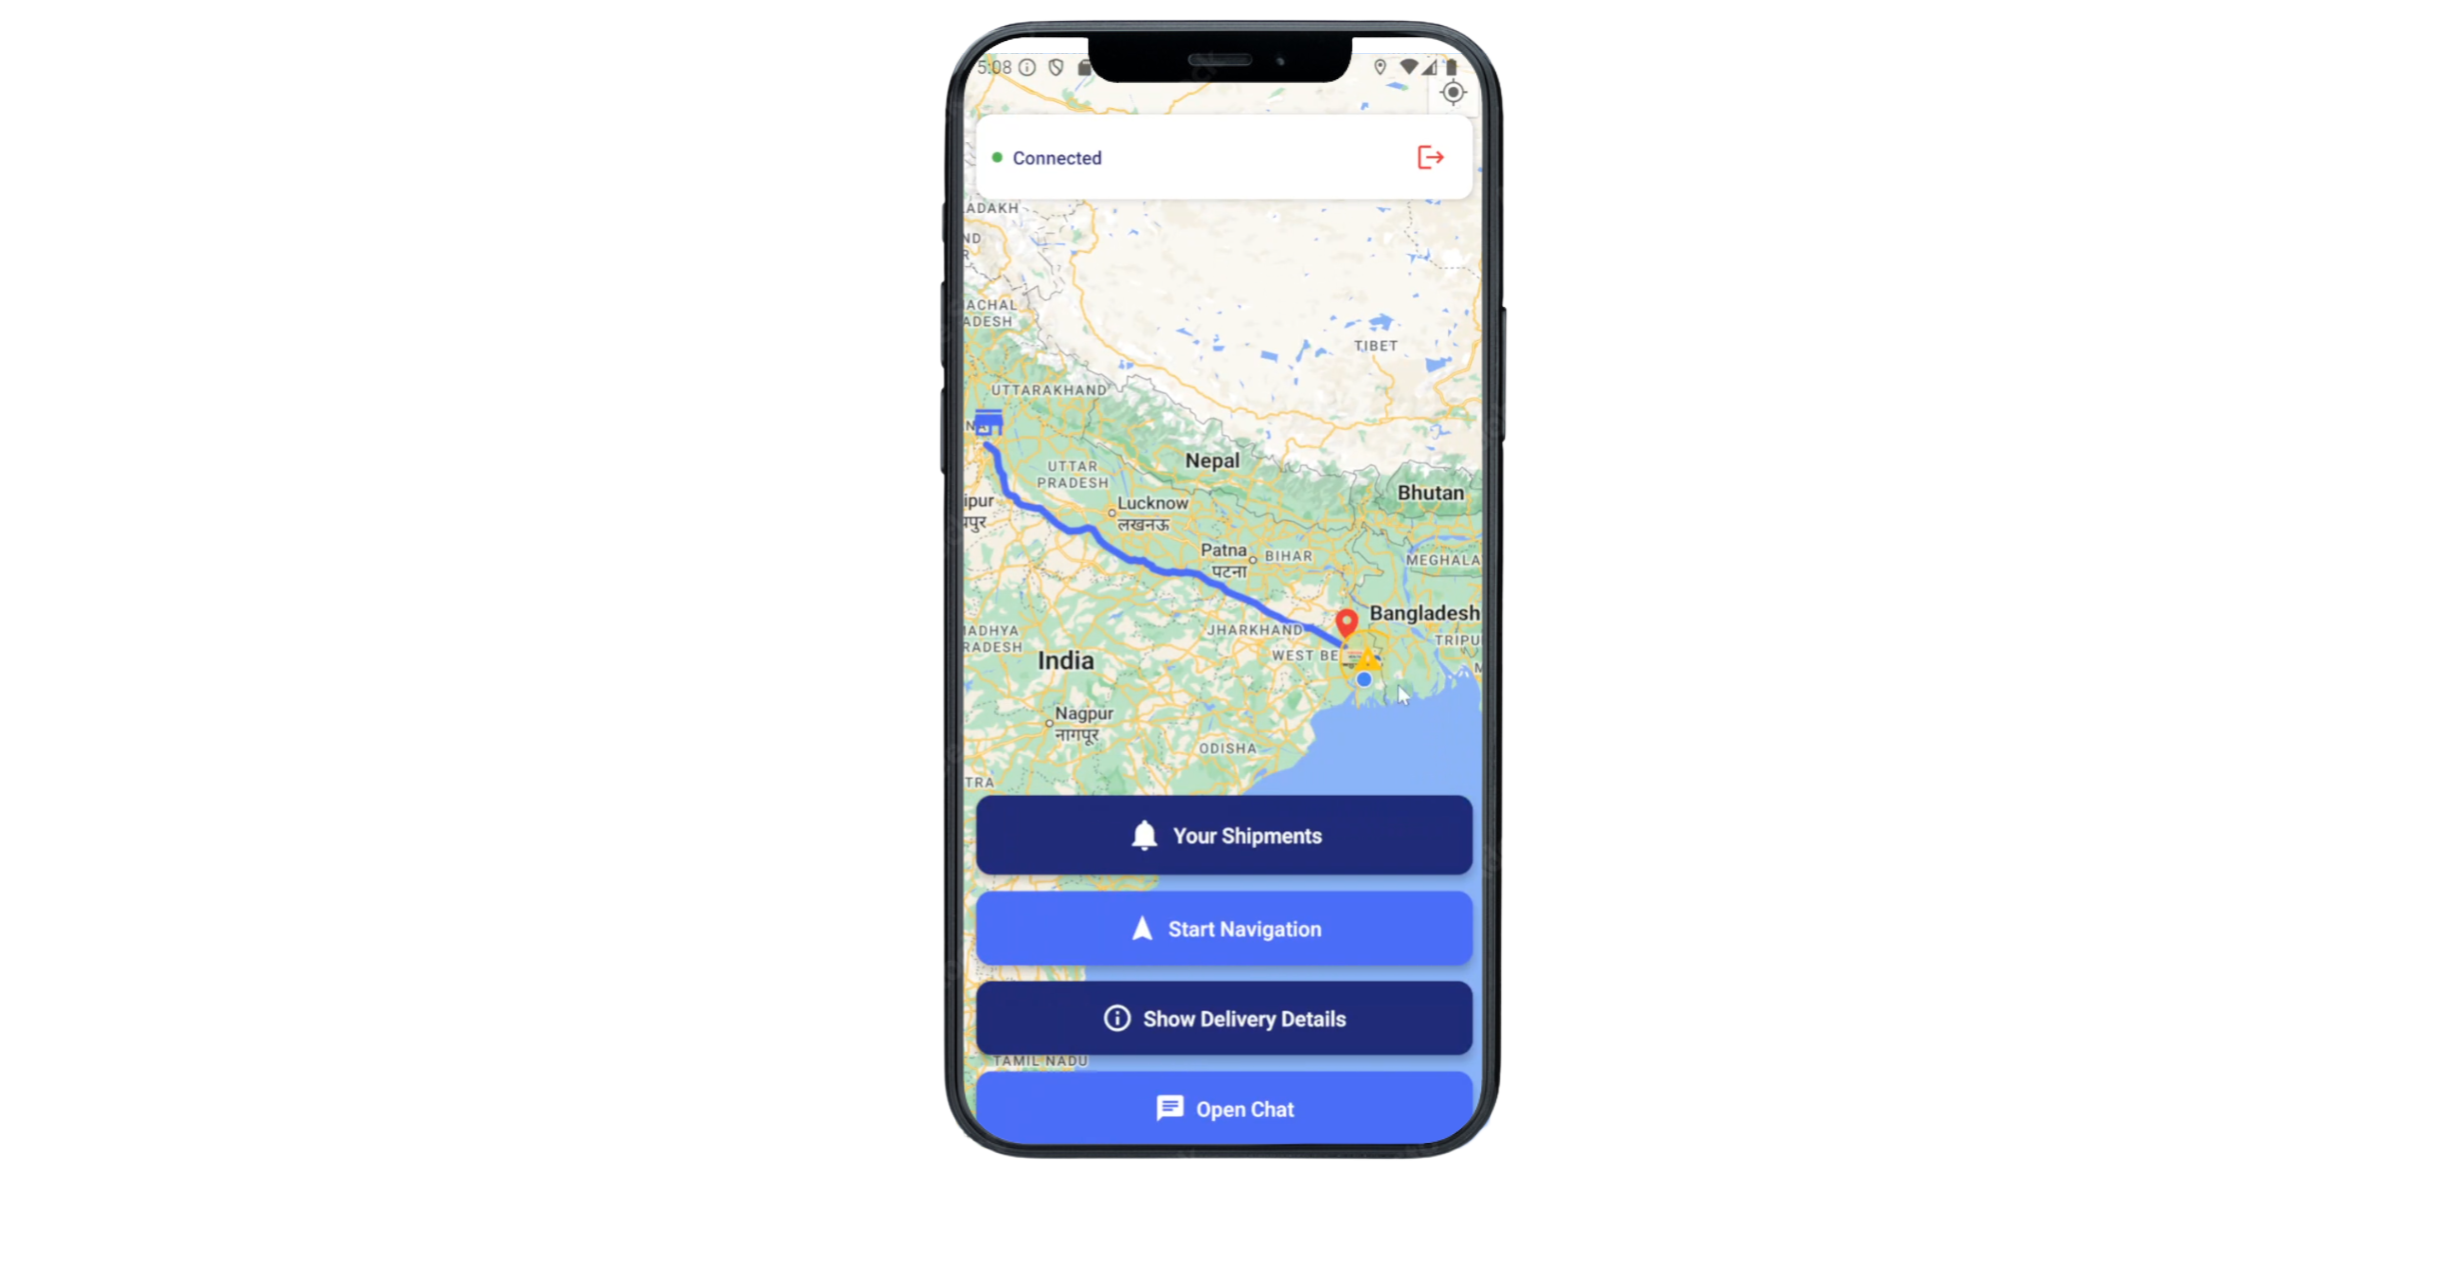 5:08
Connected
ADAKH
ND
R
ACHAL
ADESH
TIBET
UTTARAKHAND
NA
UTTAR
PRADESH
Nepal
Bhutan
ipur
Lucknow
लखनऊ
Patna
पटना
BIHAR
MEGHALA
Bangladesh
JHARKHAND
ADHYA
RADESH
TRIPU
WEST BE
India
M
Nagpur
नागपूर
ODISHA
TRA
Your Shipments
Start Navigation
Show Delivery Details
TAMIL NADU
Open Chat